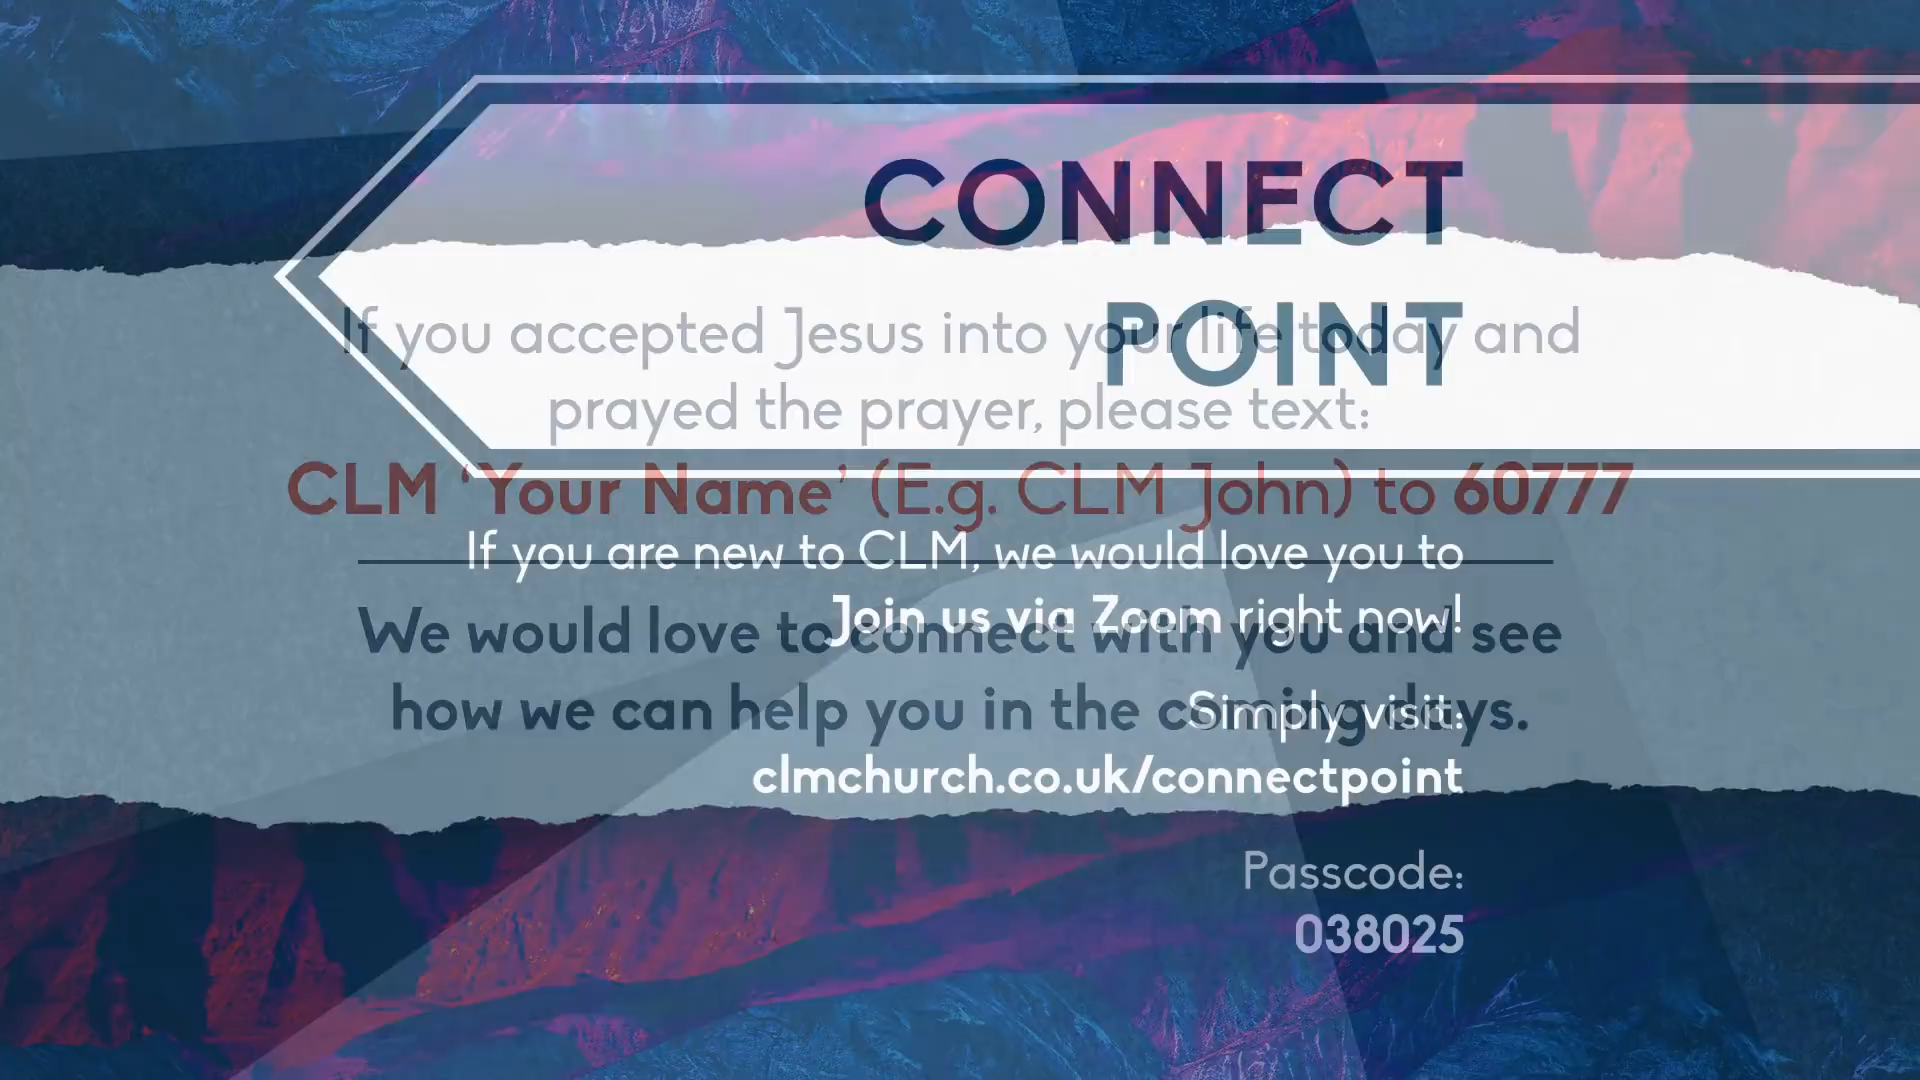 CONNECT
POINT
If you accepted Jesus into your life today and
prayed the prayer, please text:
CLM ‘Your Name’ (E.g. CLM John) to 60777
If you are new to CLM, we would love you to
Join us via Zoom right now!
We would love to connect with you and see
how we can help you in the coming days.
Simply visit:
clmchurch.co.uk/connectpoint
Passcode:
038025